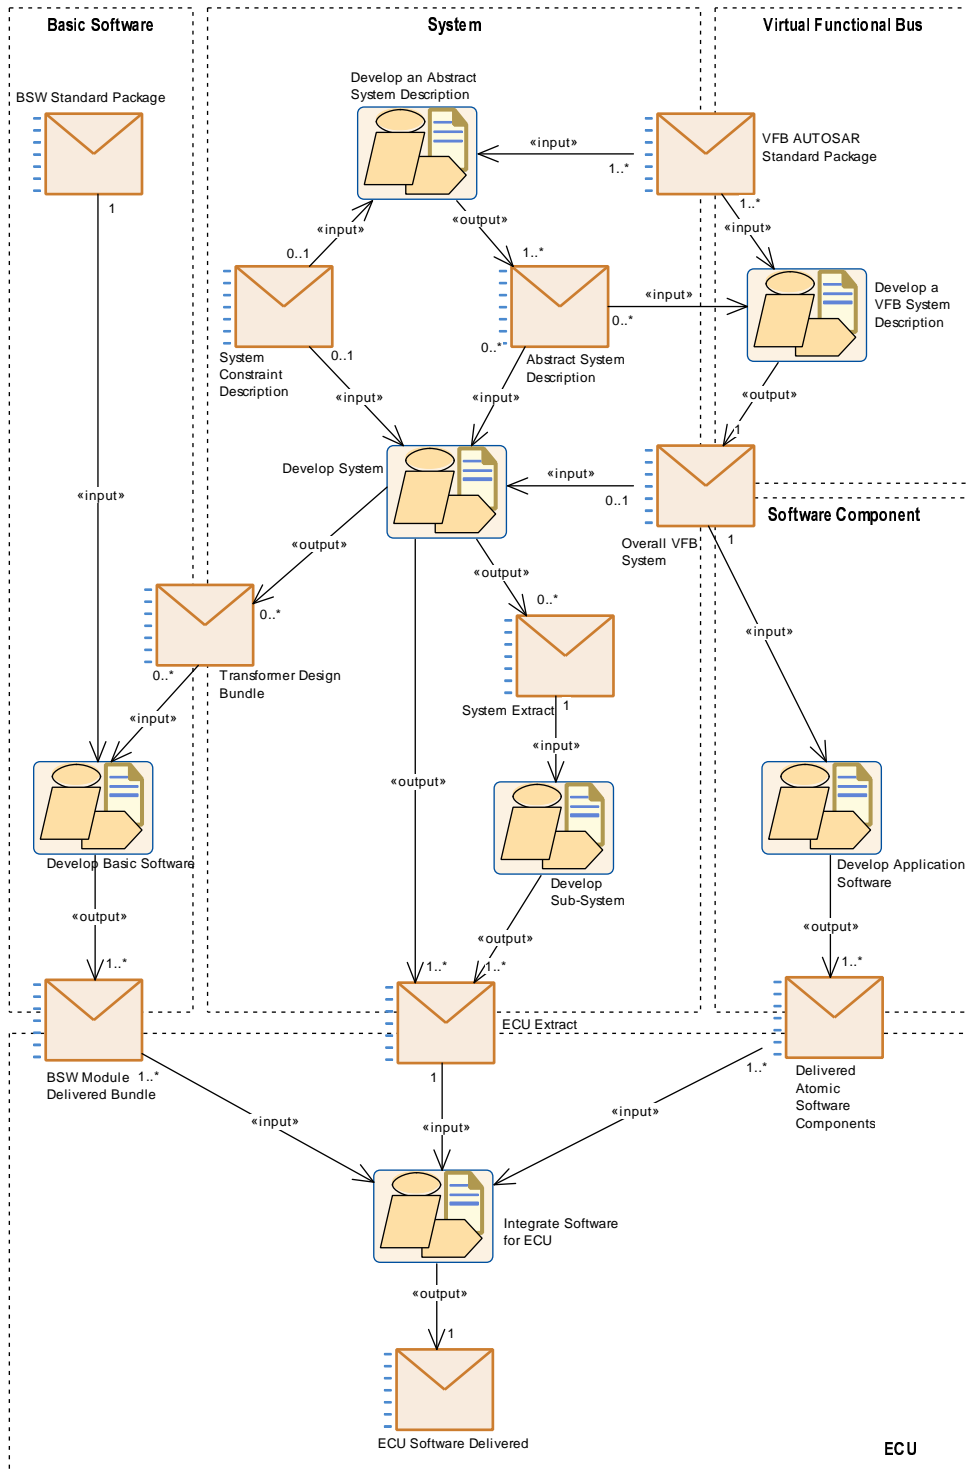 Basic Software
System
Virtual Functional Bus
Develop an Abstract
System Description
BSW Standard Package
VFB AUTOSAR
Standard Package
«input»
1..*
1
1..*
«output»
«input»
«input»
0..1
1..*
Develop a
VFB System
Description
«input»
0..*
System
Constraint
Description
0..1
0..*
Abstract System
Description
«input»
«input»
«output»
1
Develop System
«input»
0..1
«input»
Software Component
Overall VFB
System
1
«output»
«output»
0..*
0..*
«input»
0..*
Transformer Design
Bundle
System Extract
1
«input»
«input»
«output»
Develop Basic Software
Develop
Sub-System
Develop Application
Software
«output»
«output»
«output»
1..*
1..*
1..*
1..*
ECU Extract
BSW Module
Delivered Bundle
1..*
1
1..*
Delivered
Atomic
Software
Components
«input»
«input»
«input»
Integrate Software
for ECU
«output»
1
ECU Software Delivered
ECU